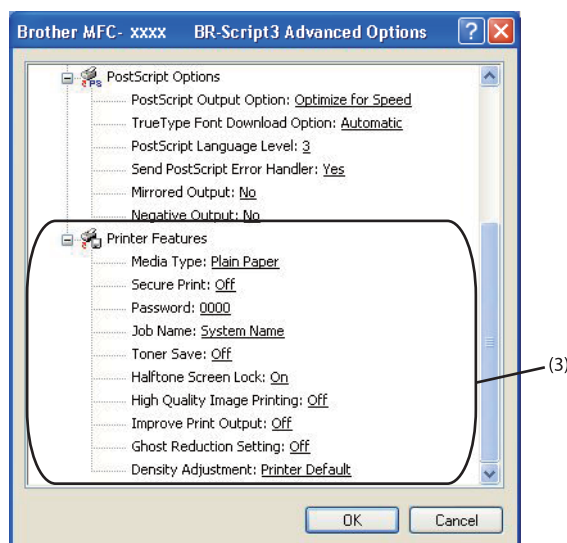 Brother MFC- xxxx BR-Script3 Advanced Options
PostScript Options
PostScript Output Option: Optimize for Speed
TrueType Font Download Option: Automatic
PostScript Language Level: 3
Send PostScript Error Handler: Yes
Mirrored Output: No
Negative Output: No
Printer Features
Media Type: Plain Paper
Secure Print: Off
Password: 0000
Job Name: System Name
Toner Save: Off
Halftone Screen Lock: On
High Quality Image Printing: Off
Improve Print Output: Off
Ghost Reduction Setting: Off
Density Adjustment: Printer Default
(3)
OK Cancel